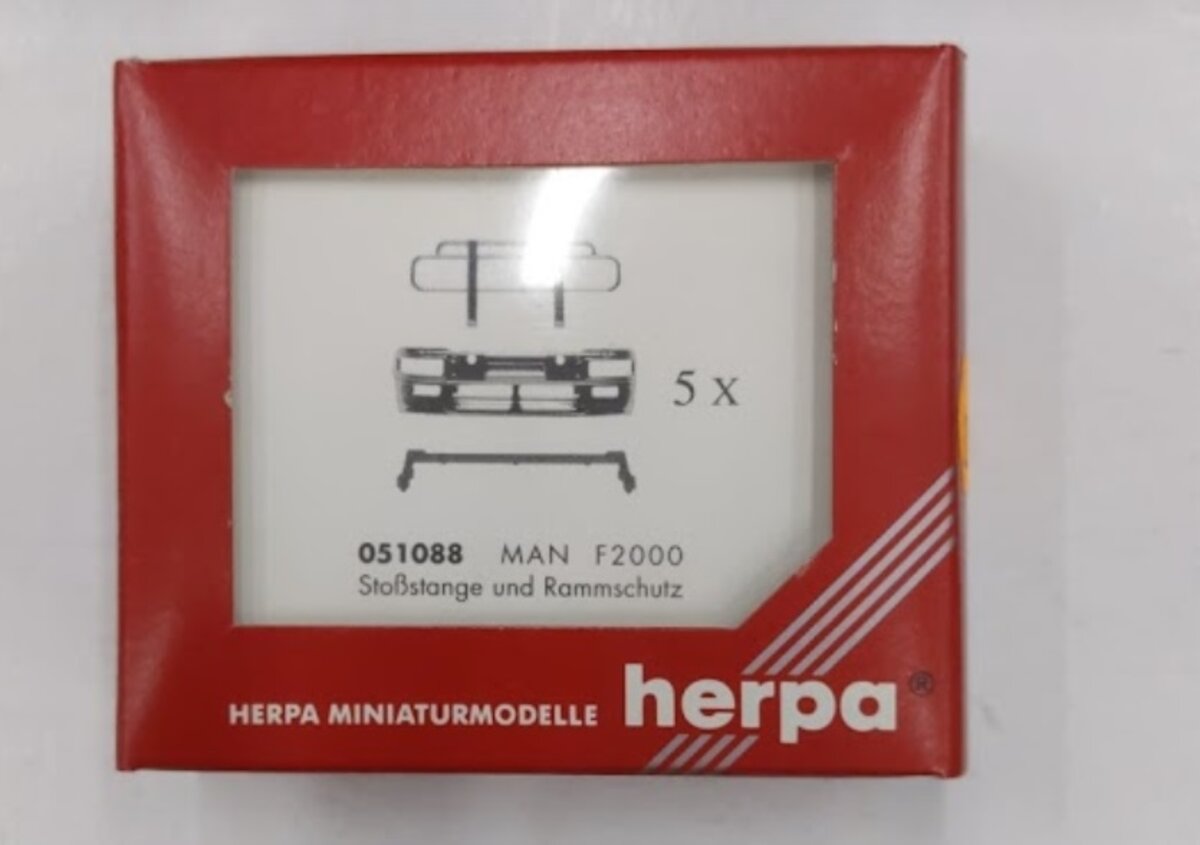 5 x
051088 MAN F2000
Stoßstange und Rammschutz
HERPA MINIATURMODELLE herpa®